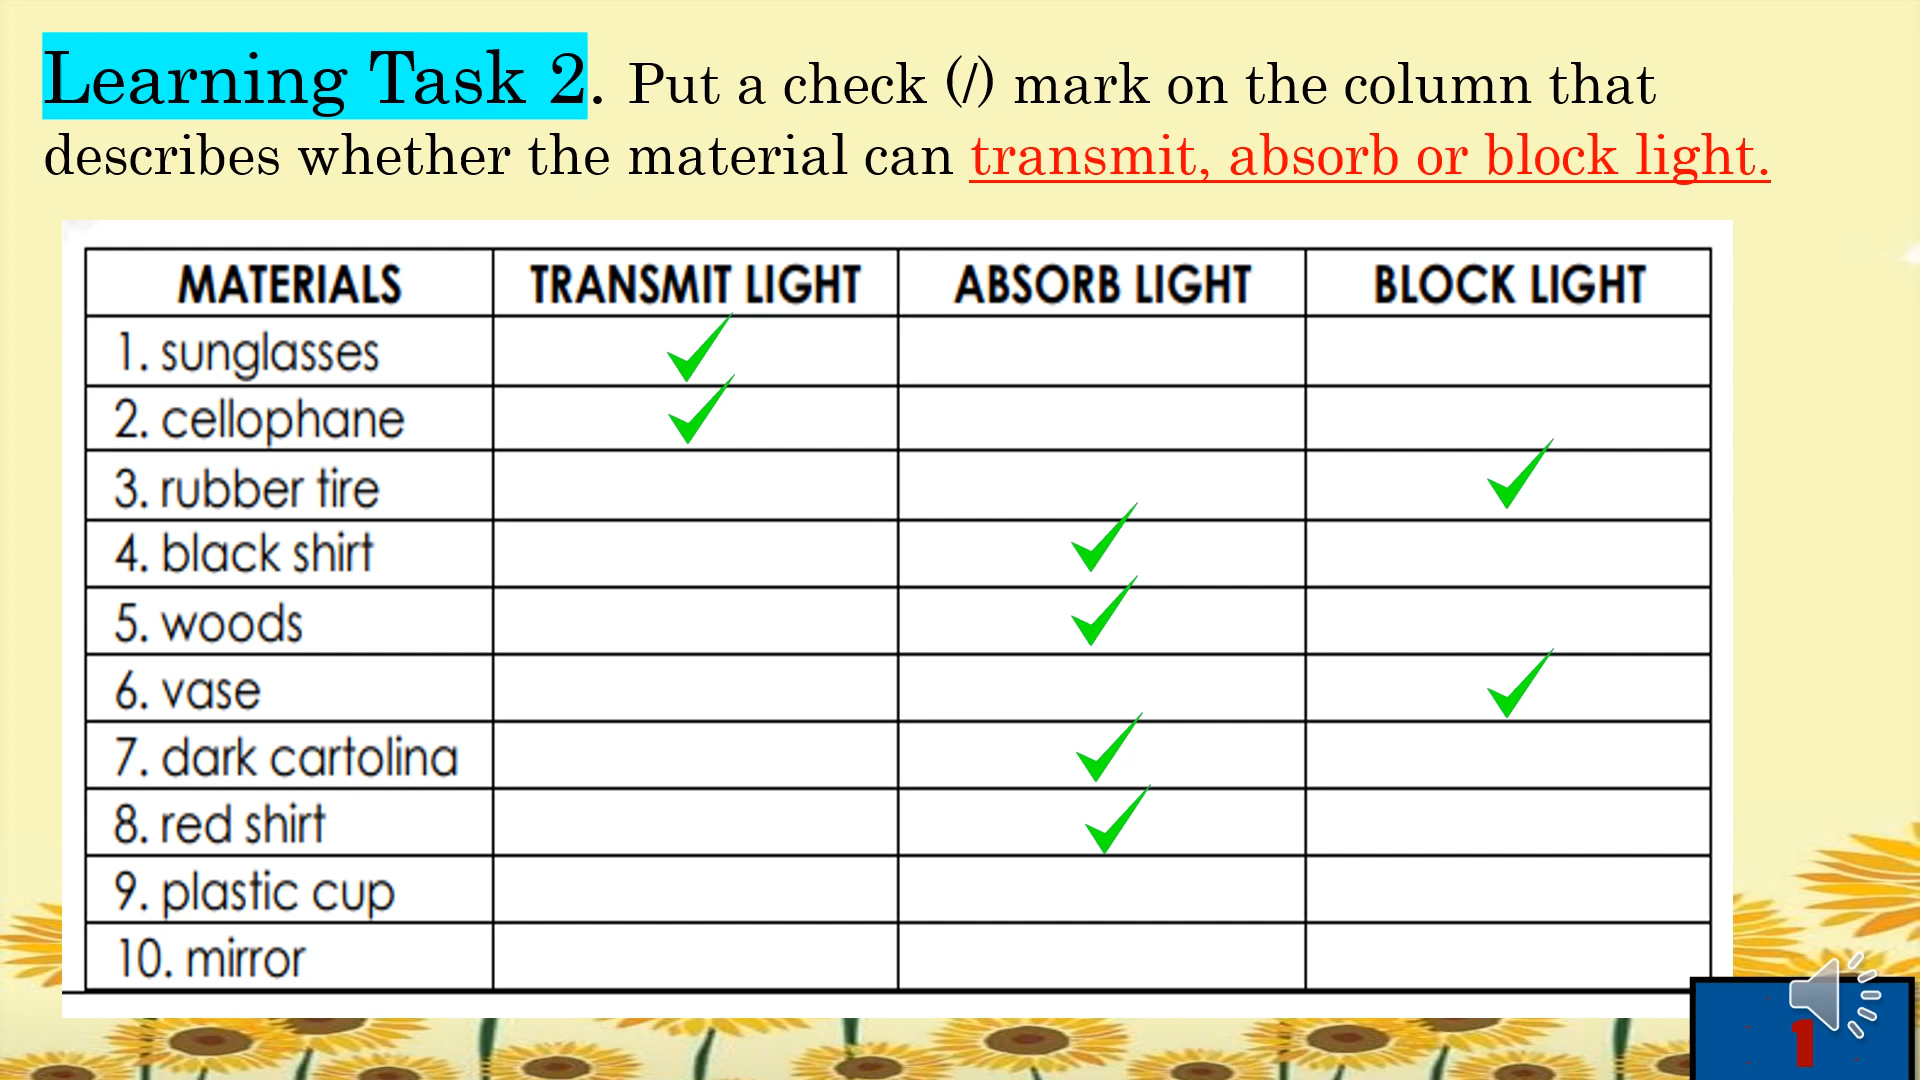 Learning Task 2. Put a check (/) mark on the column that
describes whether the material can transmit, absorb or block light.
MATERIALS TRANSMIT LIGHT ABSORB LIGHT BLOCK LIGHT
1. sunglasses
2. cellophane
3. rubber tire
4. black shirt
5. woods
6. vase
7. dark cartolina
8. red shirt
9. plastic cup
10. mirror
1